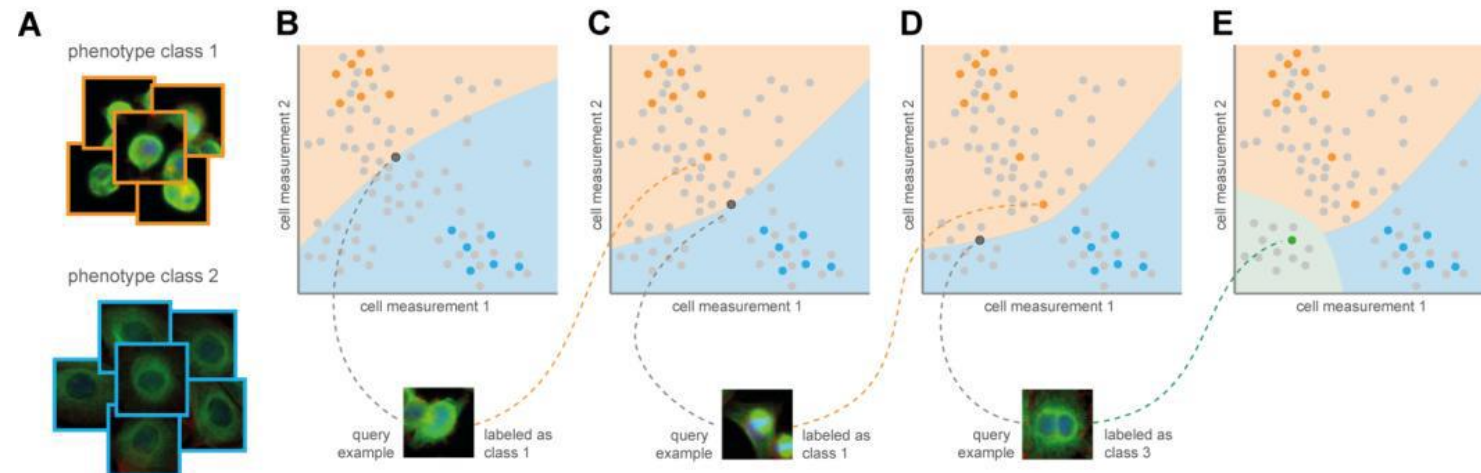 A
phenotype class 1
phenotype class 2
B
cell measurement 2
cell measurement 1
C
cell measurement 2
cell measurement 1
D
cell measurement 2
cell measurement 1
E
cell measurement 2
cell measurement 1
query
example
labeled as
class 1
query
example
labeled as
class 1
query
example
labeled as
class 3